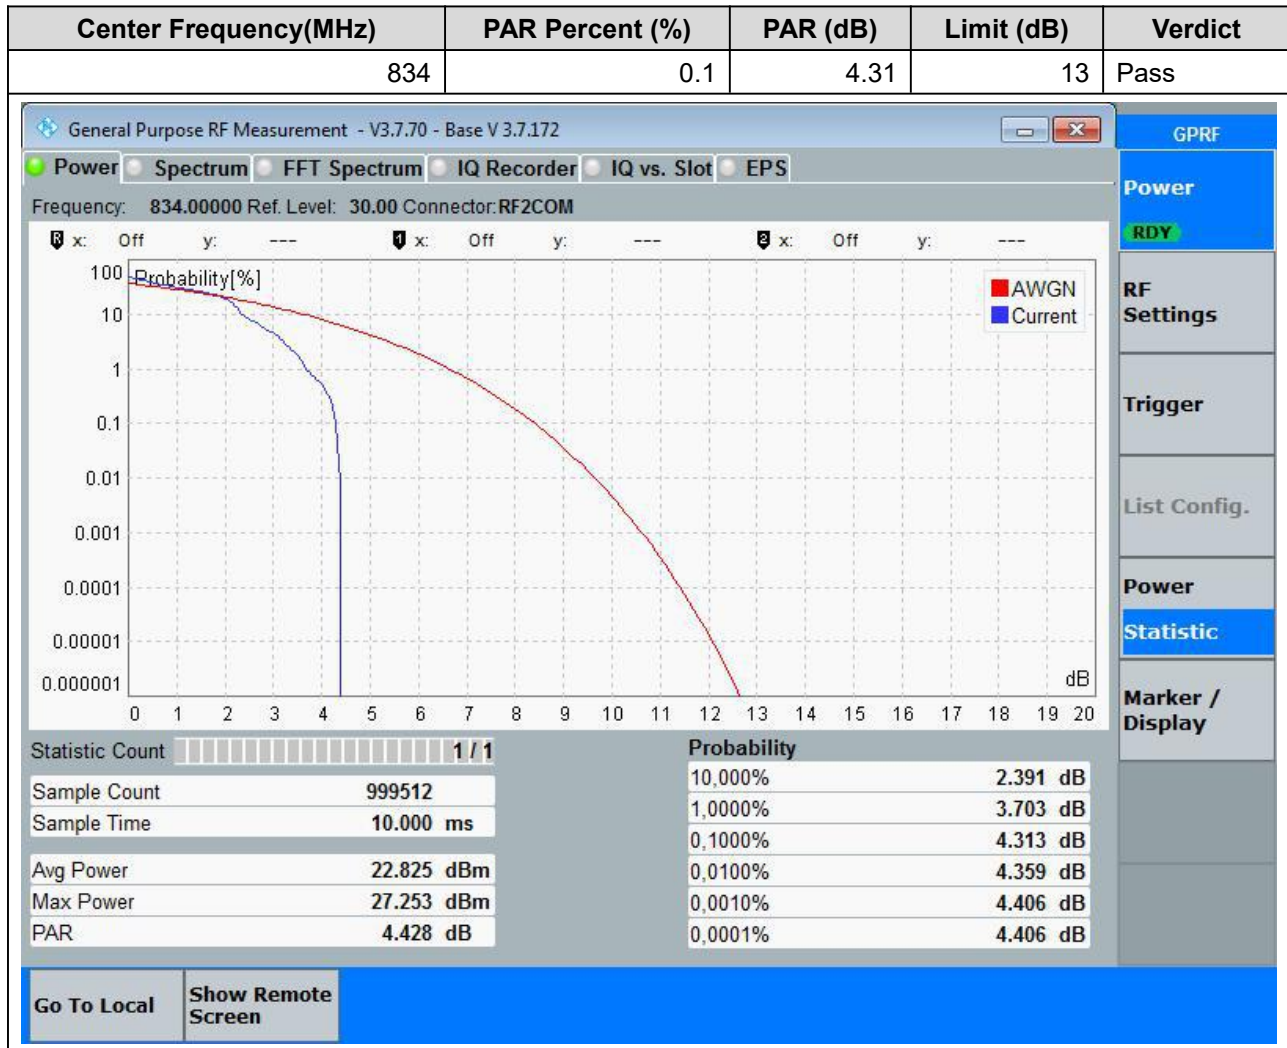 Center Frequency(MHz) PAR Percent (%) PAR (dB) Limit (dB) Verdict
834 0.1 4.31 13 Pass
General Purpose RF Measurement - V3.7.70 - Base V 3.7.172
GPRF
Power Spectrum FFT Spectrum IQ Recorder IQ vs. Slot EPS
Frequency: 834.00000 Ref. Level: 30.00 Connector: RF2COM
R x: Off y: --- 1 x: Off y: --- 2 x: Off y: ---
Probability[%]
AWGN
Current
100
10
1
0.1
0.01
0.001
0.0001
0.00001
0.000001
dB
0 1 2 3 4 5 6 7 8 9 10 11 12 13 14 15 16 17 18 19 20
Power
RDY
RF
Settings
Trigger
List Config.
Power
Statistic
Marker /
Display
Statistic Count 1 / 1
Sample Count 999512
Sample Time 10.000 ms
Avg Power 22.825 dBm
Max Power 27.253 dBm
PAR 4.428 dB
Probability
10,000% 2.391 dB
1,0000% 3.703 dB
0,1000% 4.313 dB
0,0100% 4.359 dB
0,0010% 4.406 dB
0,0001% 4.406 dB
Go To Local
Show Remote
Screen